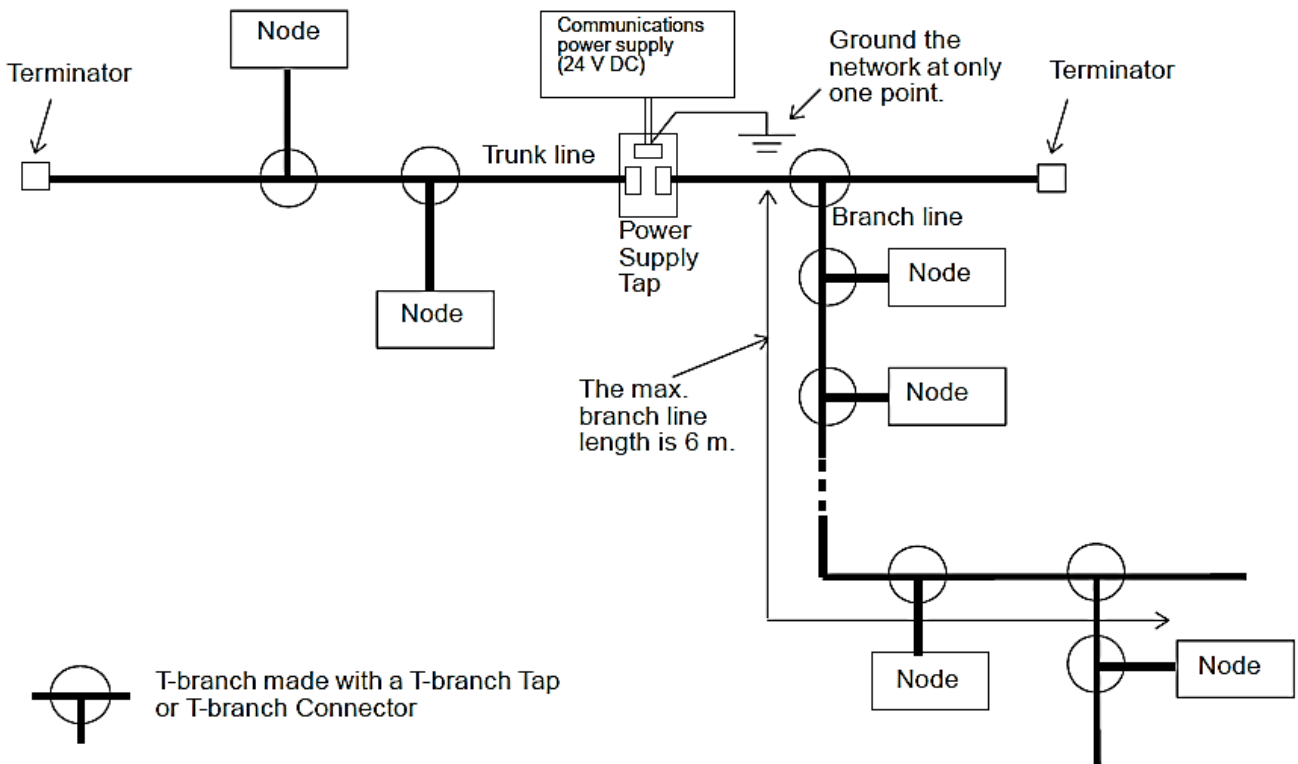 Node
Communications
power supply
(24 V DC)
Ground the
network at only
one point.
Terminator
Terminator
Trunk line
Power
Supply
Tap
Branch line
Node
Node
Node
The max.
branch line
length is 6 m.
Node
Node
T-branch made with a T-branch Tap
or T-branch Connector